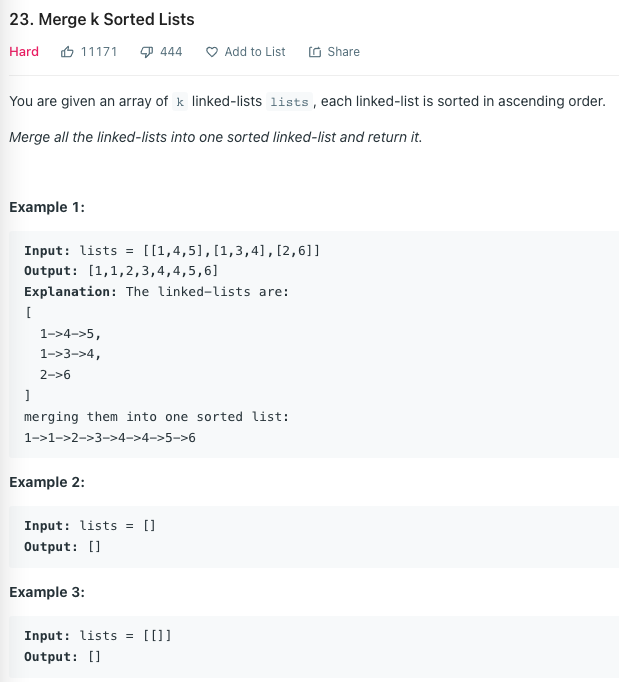 23. Merge k Sorted Lists
Hard 11171 444 Add to List Share
You are given an array of k linked-lists lists, each linked-list is sorted in ascending order.
Merge all the linked-lists into one sorted linked-list and return it.
Example 1:
Input: lists = [[1,4,5],[1,3,4],[2,6]]
Output: [1,1,2,3,4,4,5,6]
Explanation: The linked-lists are:
[
  1->4->5,
  1->3->4,
  2->6
]
merging them into one sorted list:
1->1->2->3->4->4->5->6
Example 2:
Input: lists = []
Output: []
Example 3:
Input: lists = [[]]
Output: []